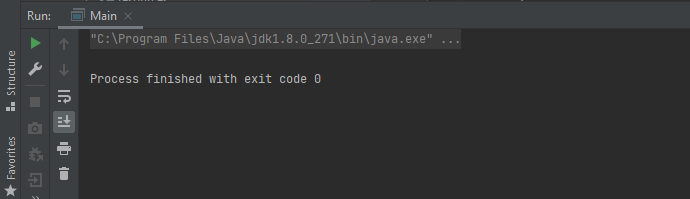 Run: Main
"C:\Program Files\Java\jdk1.8.0_271\bin\java.exe" ...
Process finished with exit code 0
Structure
Favorites